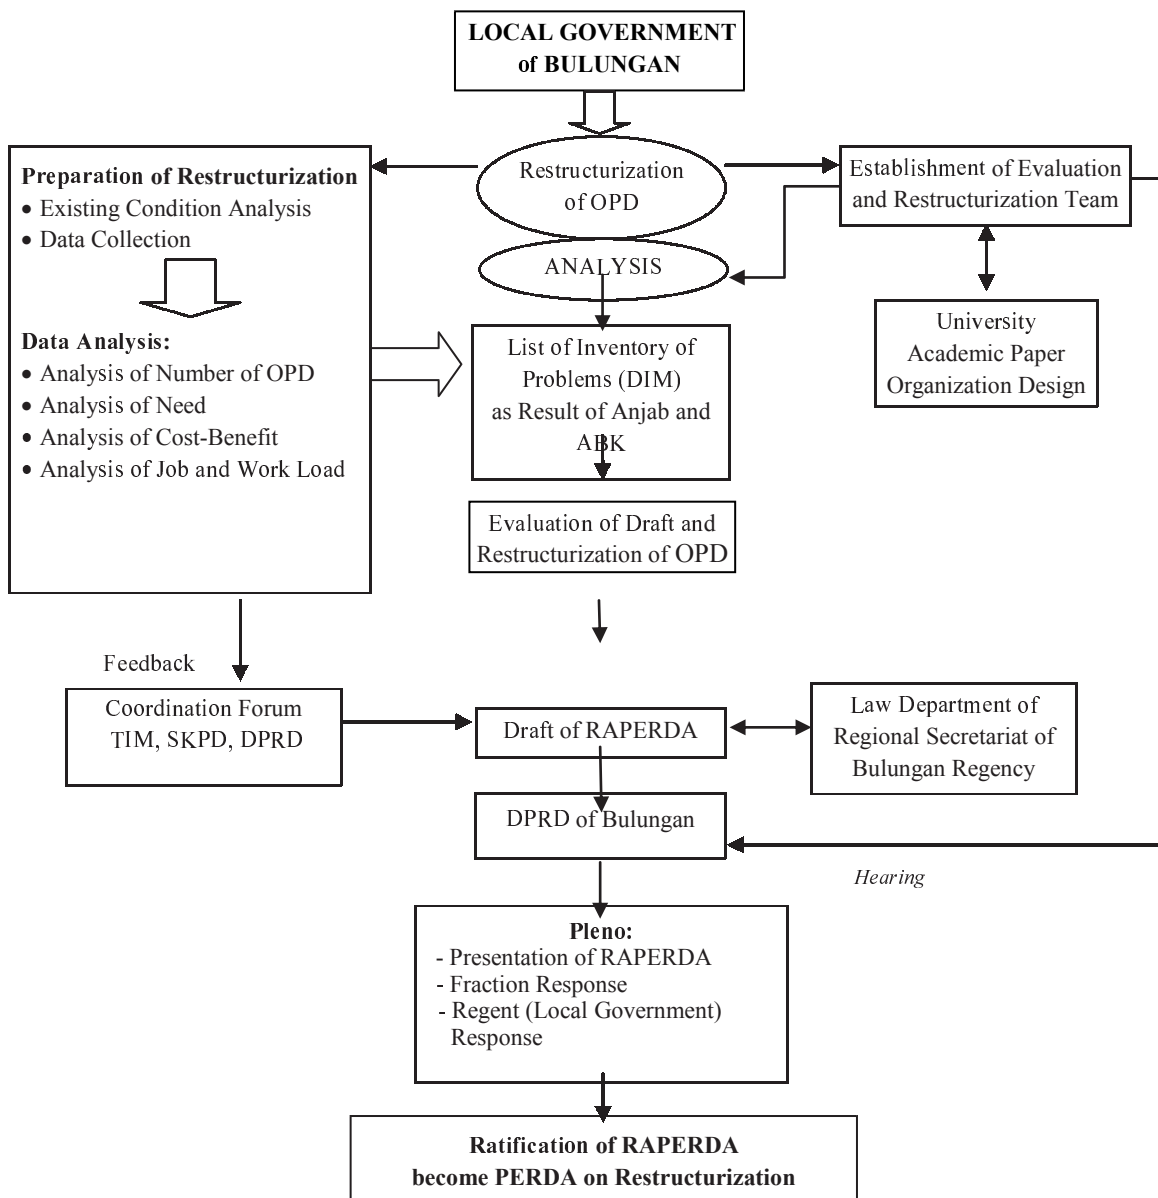 LOCAL GOVERNMENT
of BULUNGAN
Restructurization
of OPD
ANALYSIS
Preparation of Restructurization
• Existing Condition Analysis
• Data Collection
Data Analysis:
• Analysis of Number of OPD
• Analysis of Need
• Analysis of Cost-Benefit
• Analysis of Job and Work Load
Establishment of Evaluation
and Restructurization Team
University
Academic Paper
Organization Design
List of Inventory of
Problems (DIM)
as Result of Anjab and
ABK
Evaluation of Draft and
Restructurization of OPD
Feedback
Coordination Forum
TIM, SKPD, DPRD
Draft of RAPERDA
Law Department of
Regional Secretariat of
Bulungan Regency
DPRD of Bulungan
Hearing
Pleno:
- Presentation of RAPERDA
- Fraction Response
- Regent (Local Government)
Response
Ratification of RAPERDA
become PERDA on Restructurization